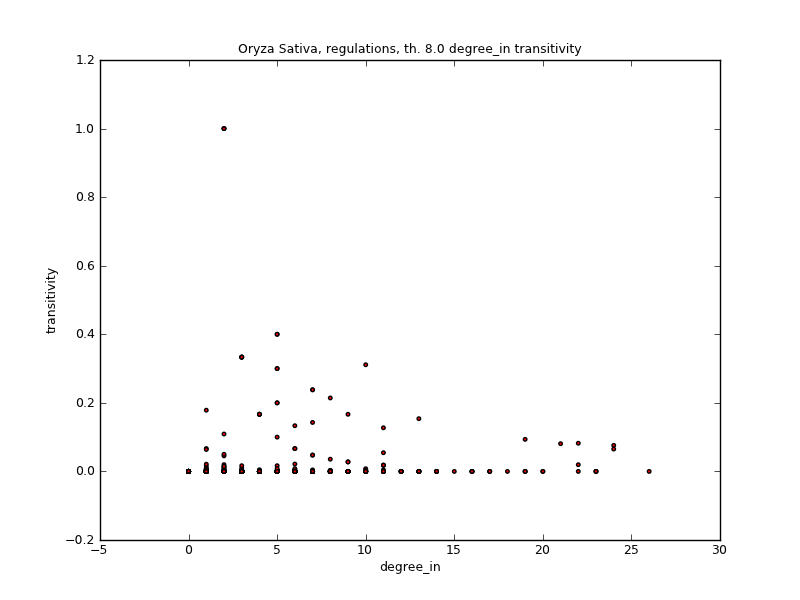 Oryza Sativa, regulations, th. 8.0 degree_in transitivity
1.2
1.0
0.8
0.6
0.4
0.2
0.0
−0.2
transitivity
−5 0 5 10 15 20 25 30
degree_in